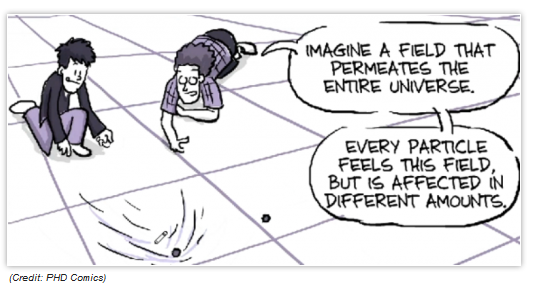 IMAGINE A FIELD THAT
PERMEATES THE
ENTIRE UNIVERSE.
EVERY PARTICLE
FEELS THIS FIELD,
BUT IS AFFECTED IN
DIFFERENT AMOUNTS.
(Credit: PHD Comics)